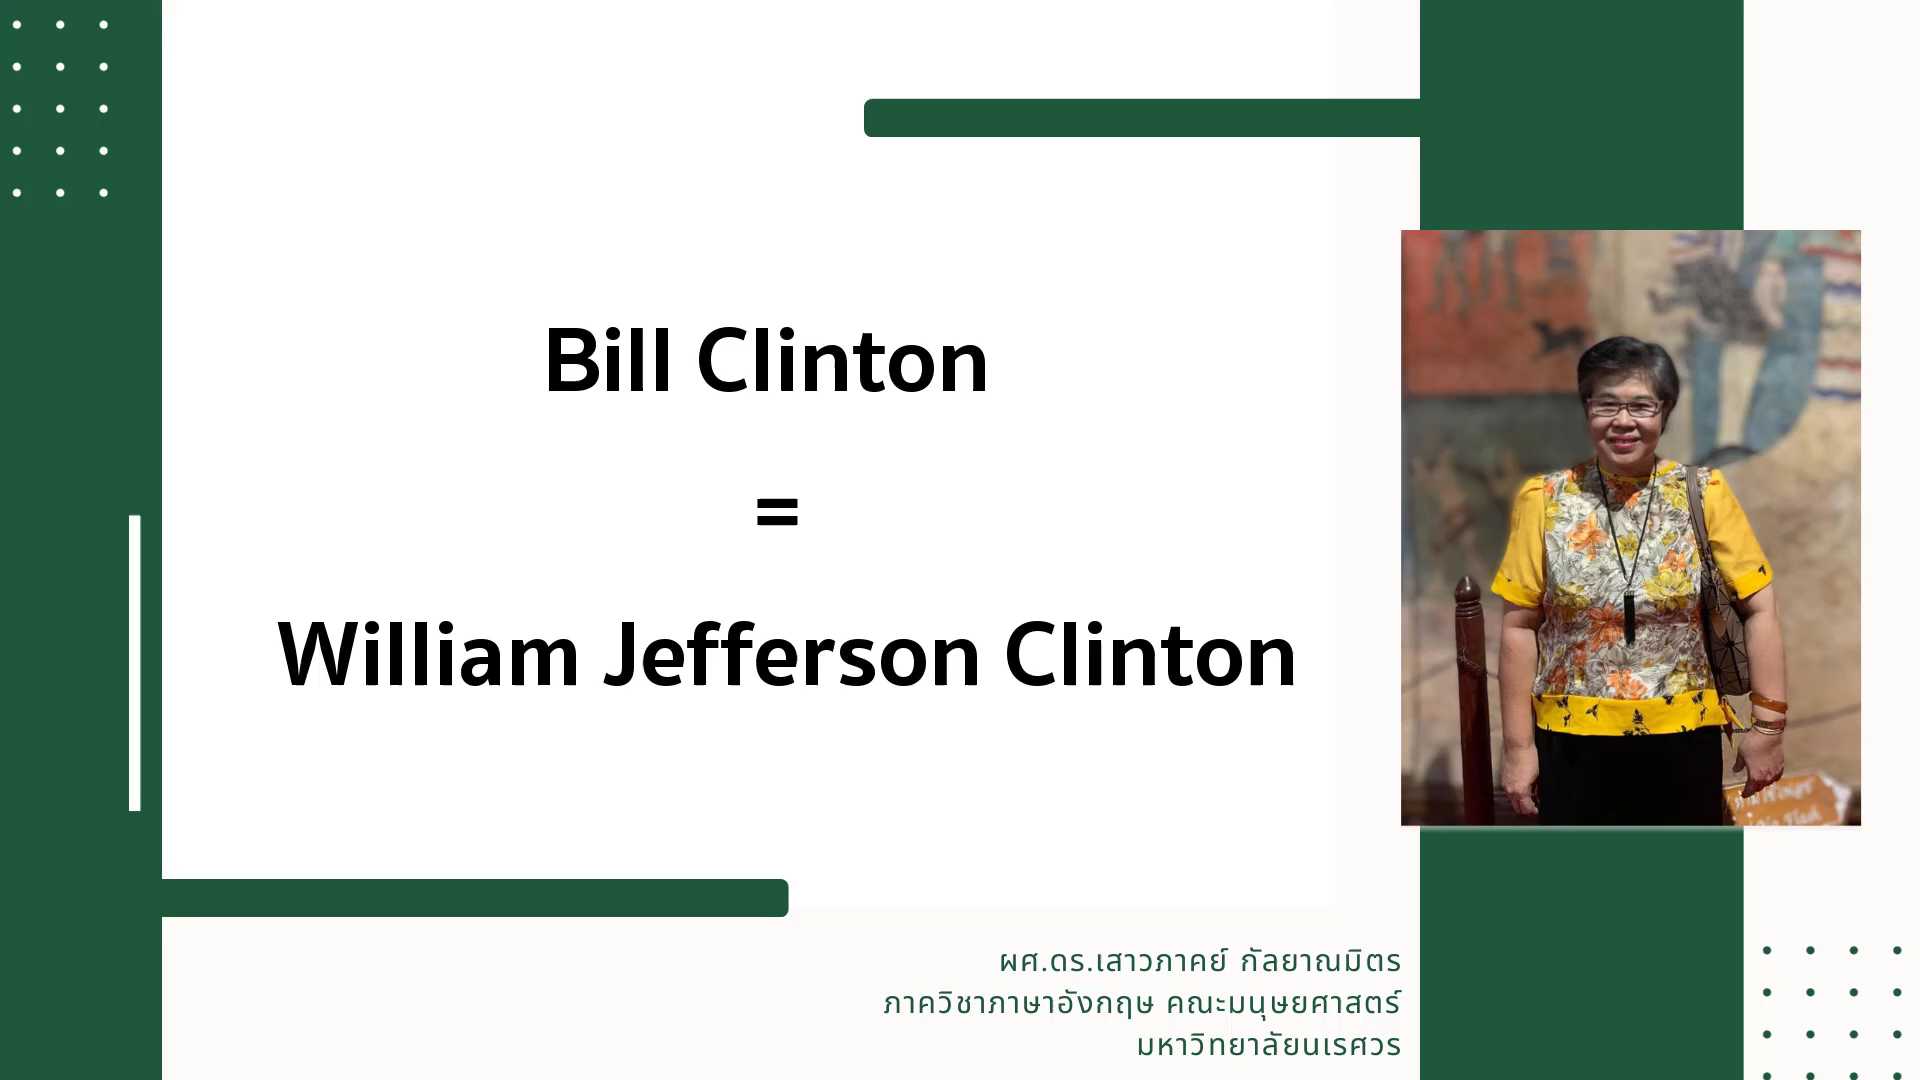 Bill Clinton
=
William Jefferson Clinton
ผศ.ดร.เสาวภาคย์ กัลยาณมิตร
ภาควิชาภาษาอังกฤษ คณะมนุษยศาสตร์
มหาวิทยาลัยนเรศวร